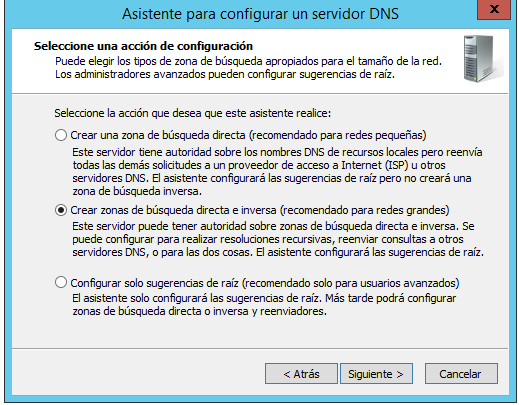 Asistente para configurar un servidor DNS
x
Seleccione una acción de configuración
Puede elegir los tipos de zona de búsqueda apropiados para el tamaño de la red.
Los administradores avanzados pueden configurar sugerencias de raíz.
Seleccione la acción que desea que este asistente realice:
Crear una zona de búsqueda directa (recomendado para redes pequeñas)
Este servidor tiene autoridad sobre los nombres DNS de recursos locales pero reenvía
todas las demás solicitudes a un proveedor de acceso a Internet (ISP) u otros
servidores DNS. El asistente configurará las sugerencias de raíz pero no creará una
zona de búsqueda inversa.
Crear zonas de búsqueda directa e inversa (recomendado para redes grandes)
Este servidor puede tener autoridad sobre zonas de búsqueda directa e inversa. Se
puede configurar para realizar resoluciones recursivas, reenviar consultas a otros
servidores DNS, o para las dos cosas. El asistente configurará las sugerencias de raíz.
Configurar solo sugerencias de raíz (recomendado solo para usuarios avanzados)
El asistente solo configurará las sugerencias de raíz. Más tarde podrá configurar
zonas de búsqueda directa o inversa y reenviadores.
< Atrás
Siguiente >
Cancelar